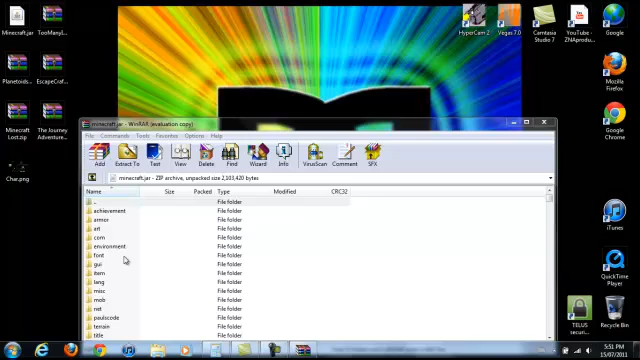 Minecraft.jar
TooManyI...
HyperCam 2
Vegas 7.0
Camtasia Studio 7
YouTube - ZNAprodu...
Google
Planetoids...
EscapeCraf...
Mozilla Firefox
Minecraft Lost.zip
The Journey Adventure...
Google Chrome
Char.png
minecraft.jar - WinRAR (evaluation copy)
File Commands Tools Favorites Options Help
Add Extract To Test View Delete Find Wizard Info VirusScan Comment SFX
minecraft.jar - ZIP archive, unpacked size 2,103,420 bytes
Name Size Packed Type Modified CRC32
.. File folder
achievement File folder
armor File folder
art File folder
com File folder
environment File folder
font File folder
gui File folder
item File folder
lang File folder
misc File folder
mob File folder
net File folder
paulscode File folder
terrain File folder
title File folder
iTunes
QuickTime Player
TELUS securi...
Recycle Bin
5:51 PM
15/07/2011